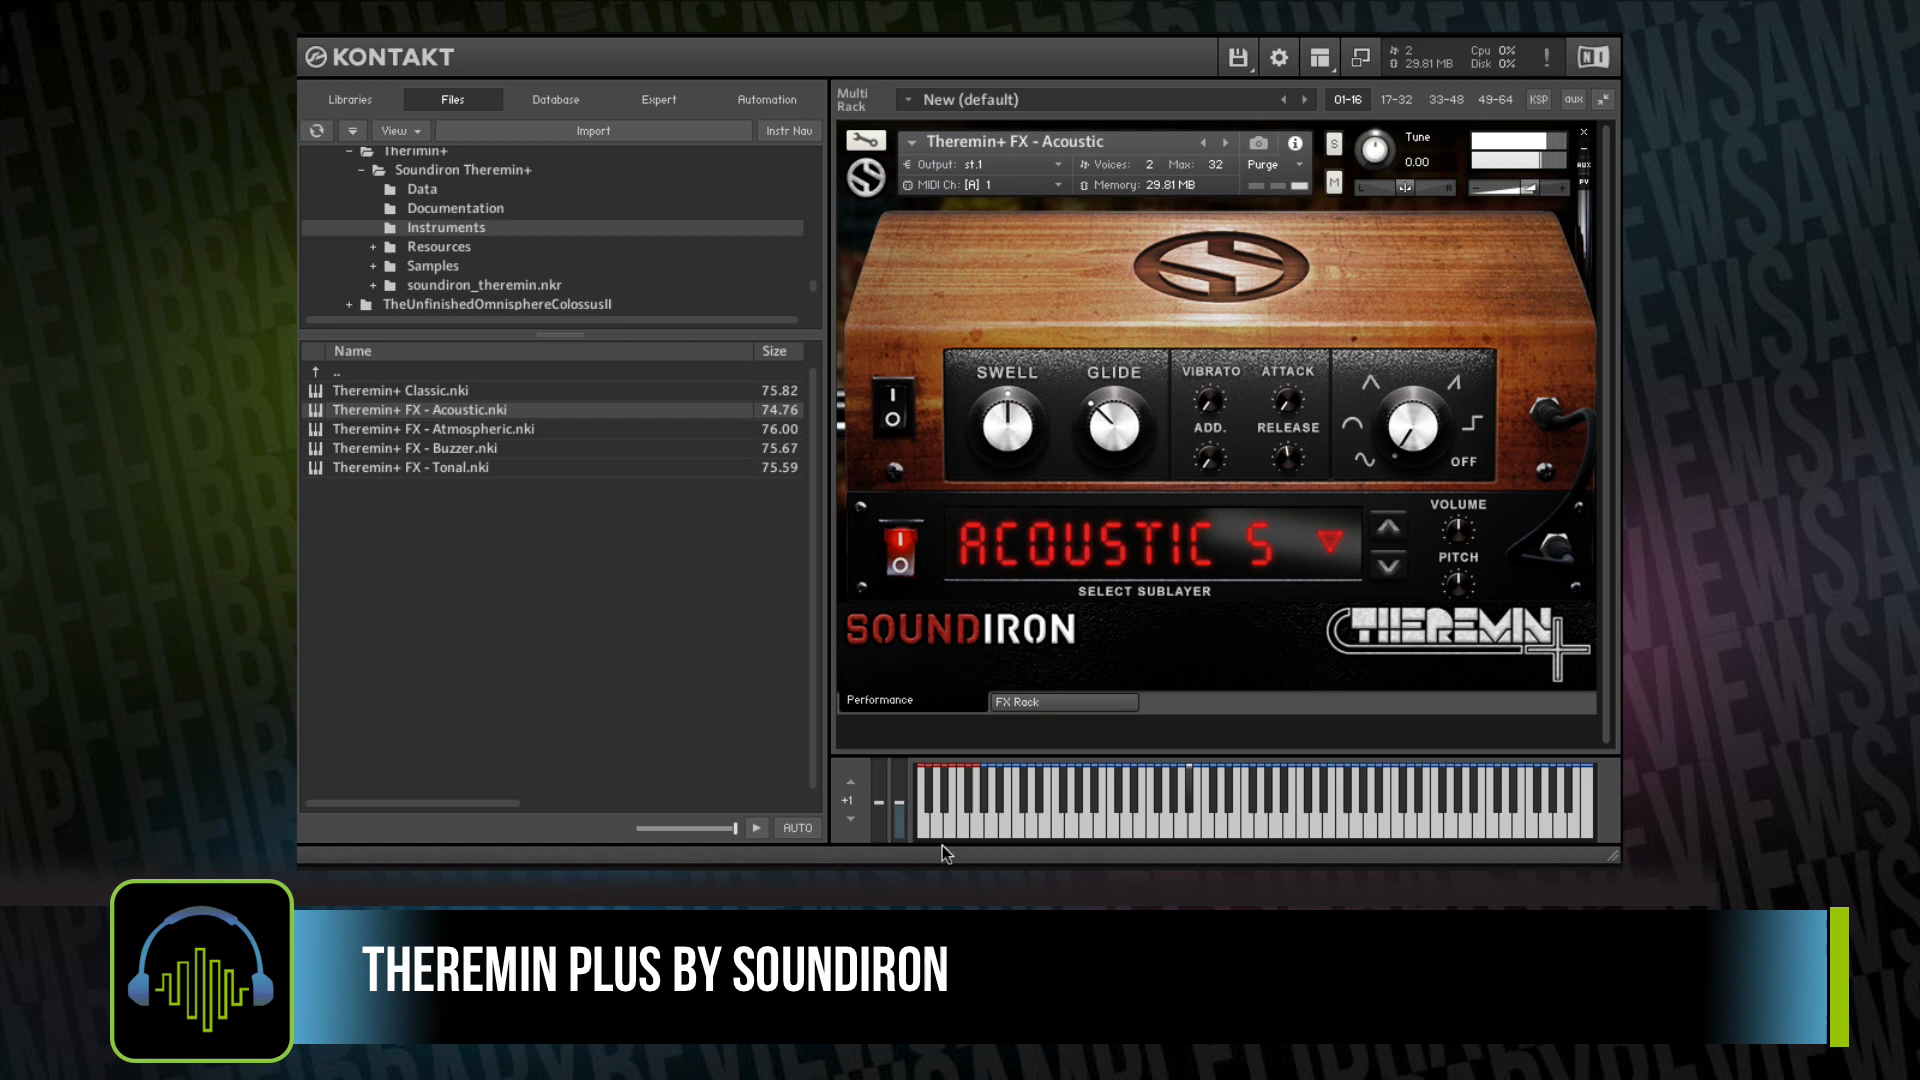 KONTAKT
2
29.81 MB
Cpu 0%
Disk 0%
!
NI
Libraries
Files
Database
Expert
Automation
View
Import
Instr Nav
Therimin+
Soundiron Theremin+
Data
Documentation
Instruments
Resources
Samples
soundiron_theremin.nkr
TheUnfinishedOmnisphereColossusII
Name Size
..
Theremin+ Classic.nki 75.82
Theremin+ FX - Acoustic.nki 74.76
Theremin+ FX - Atmospheric.nki 76.00
Theremin+ FX - Buzzer.nki 75.67
Theremin+ FX - Tonal.nki 75.59
AUTO
Multi
Rack
New (default)
01-16 17-32 33-48 49-64 KSP aux
Theremin+ FX - Acoustic
Output: st.1
Voices: 2 Max: 32
Purge
MIDI Ch: [A] 1
Memory: 29.81 MB
S
M
Tune
0.00
L R
AUX
PV
SWELL GLIDE VIBRATO ATTACK
ADD. RELEASE
OFF
ACOUSTIC S
SELECT SUBLAYER
VOLUME
PITCH
SOUNDIRON
THEREMIN+
Performance
FX Rack
+1
THEREMIN PLUS BY SOUNDIRON